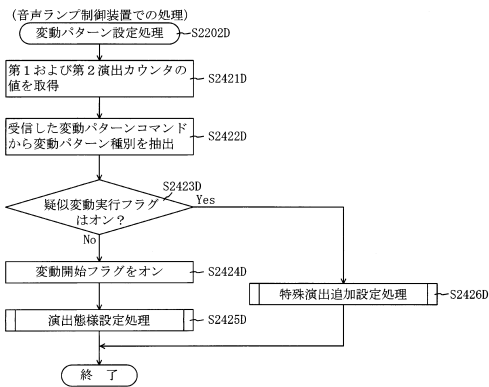 (音声ランプ制御装置での処理)
変動パターン設定処理
S2202D
第1および第2演出カウンタの
値を取得
S2421D
受信した変動パターンコマンド
から変動パターン種別を抽出
S2422D
S2423D
疑似変動実行フラグ
はオン?
Yes
No
変動開始フラグをオン
S2424D
特殊演出追加設定処理
S2426D
演出態様設定処理
S2425D
終 了